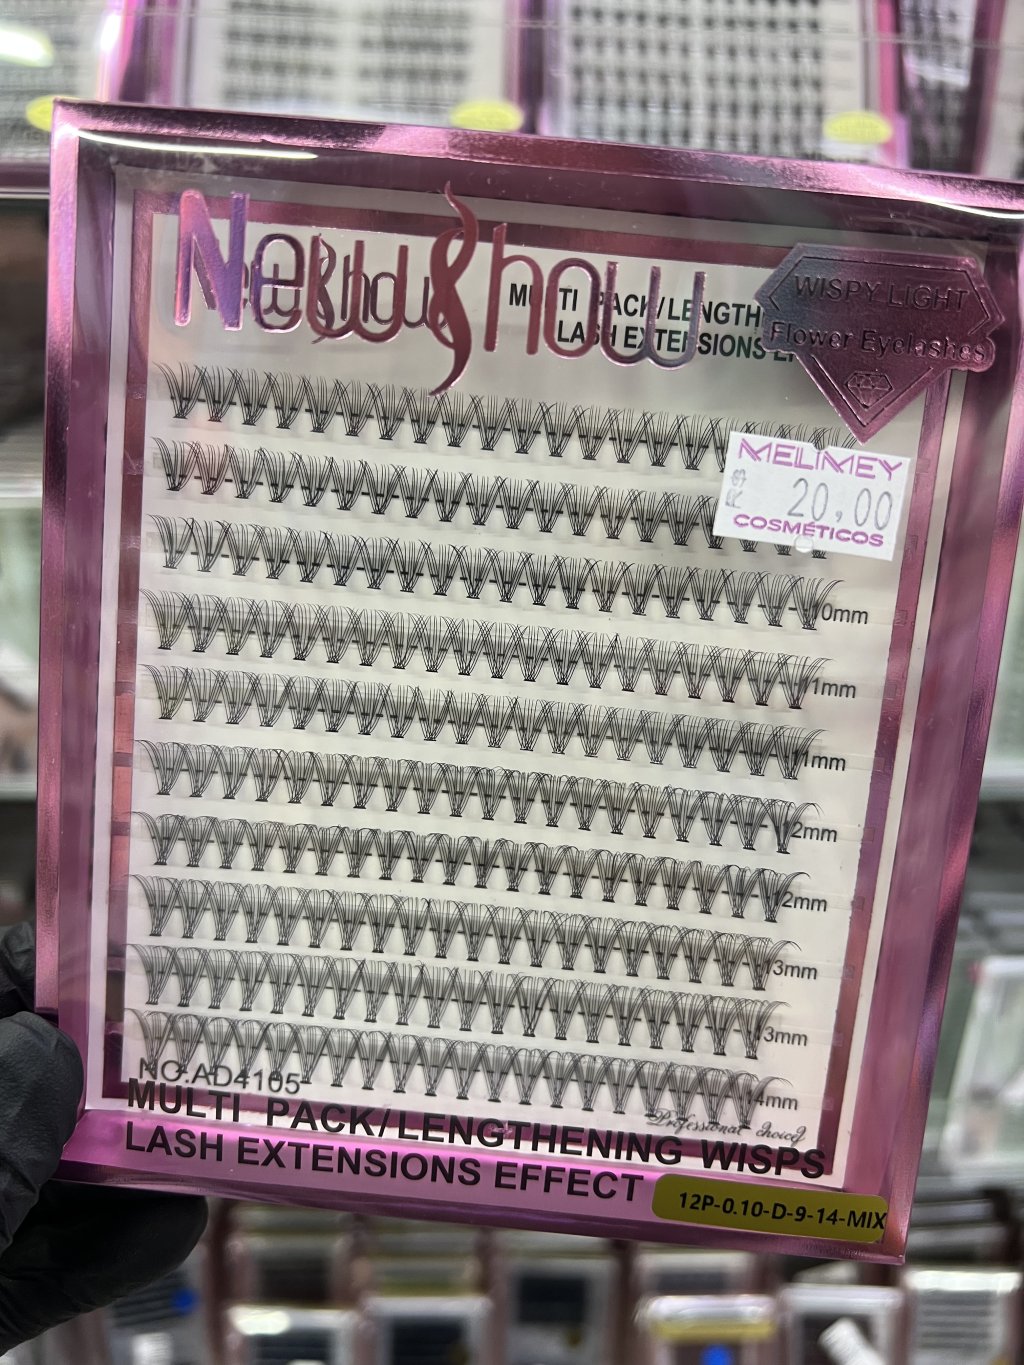 NewShow
MULTI PACK/LENGTH
LASH EXTENSIONS
WISPY LIGHT
Flower Eyelashes
MELIMEY
20,00
COSMÉTICOS
10mm
11mm
11mm
12mm
12mm
13mm
13mm
14mm
NO.AD4105-
Professional choice
MULTI PACK/LENGTHENING WISPS
LASH EXTENSIONS EFFECT
12P-0.10-D-9-14-MIX